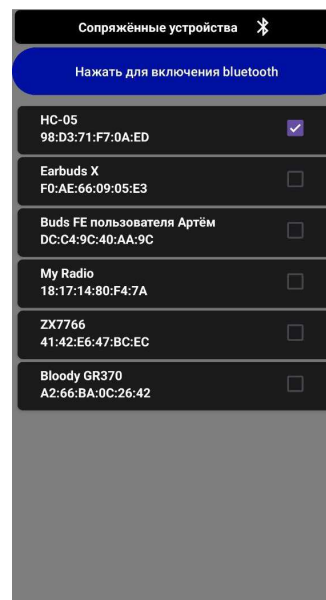 Сопряжённые устройства
Нажать для включения bluetooth
HC-05
98:D3:71:F7:0A:ED
Earbuds X
F0:AE:66:09:05:E3
Buds FE пользователя Артём
DC:C4:9C:40:AA:9C
My Radio
18:17:14:80:F4:7A
ZX7766
41:42:E6:47:BC:EC
Bloody GR370
A2:66:BA:0C:26:42